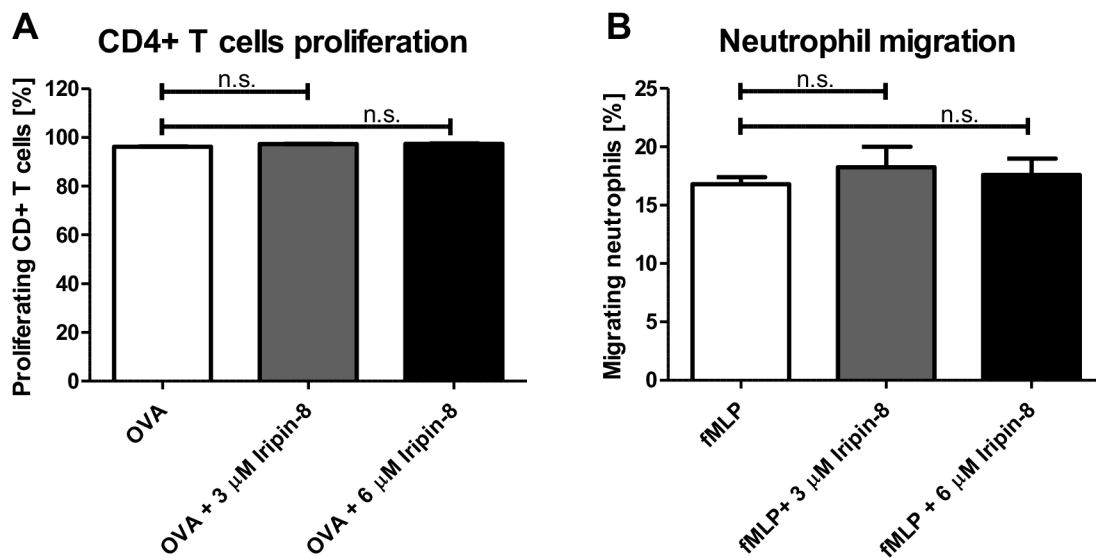 A
CD4+ T cells proliferation
Proliferating CD+ T cells [%]
120
100
80
60
40
20
0
n.s.
n.s.
OVA
OVA + 3 μM Iripin-8
OVA + 6 μM Iripin-8
B
Neutrophil migration
Migrating neutrophils [%]
25
20
15
10
5
0
n.s.
n.s.
fMLP
fMLP+ 3 μM Iripin-8
fMLP + 6 μM Iripin-8